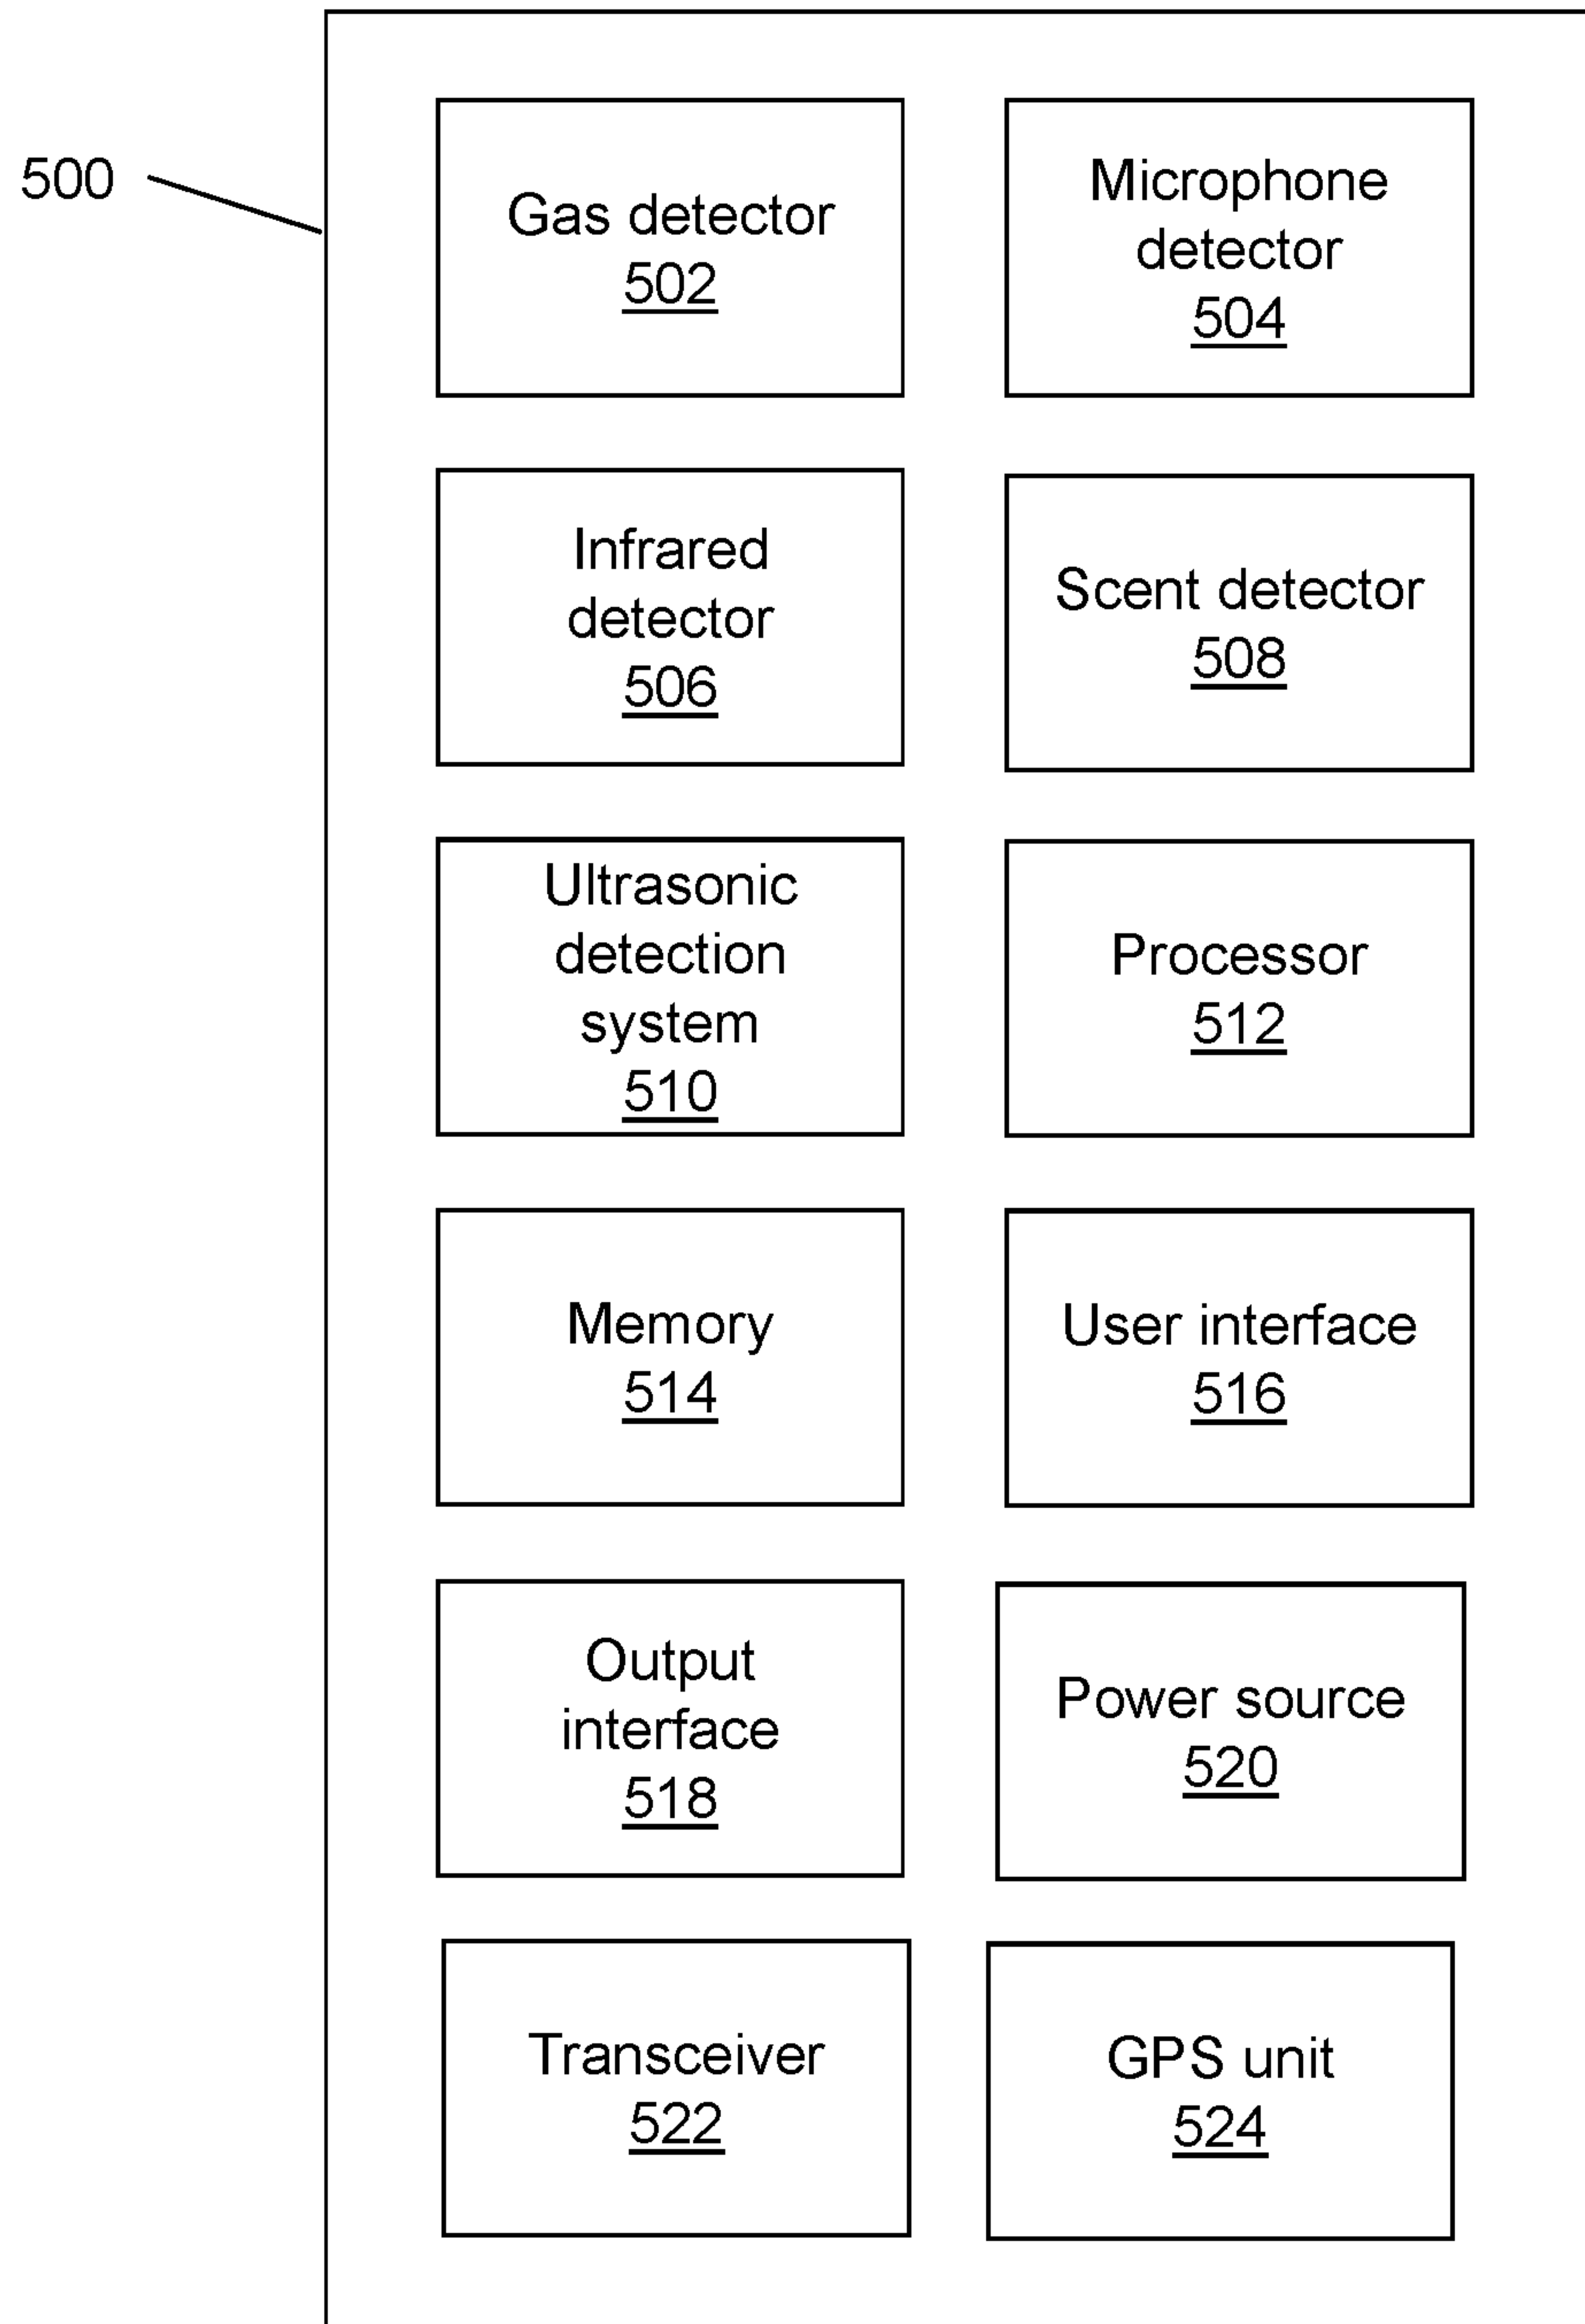 500
Gas detector
502
Microphone
detector
504
Infrared
detector
506
Scent detector
508
Ultrasonic
detection
system
510
Processor
512
Memory
514
User interface
516
Output
interface
518
Power source
520
Transceiver
522
GPS unit
524